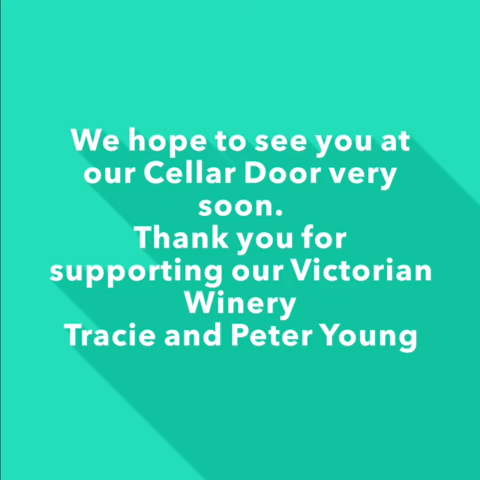 We hope to see you at
our Cellar Door very
soon.
Thank you for
supporting our Victorian
Winery
Tracie and Peter Young